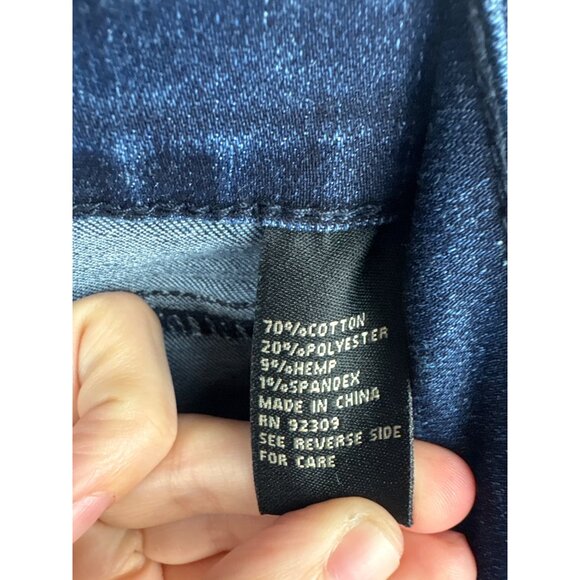 70%COTTON
20%POLYESTER
9%HEMP
1%SPANDEX
MADE IN CHINA
RN 92309
SEE REVERSE SIDE
FOR CARE